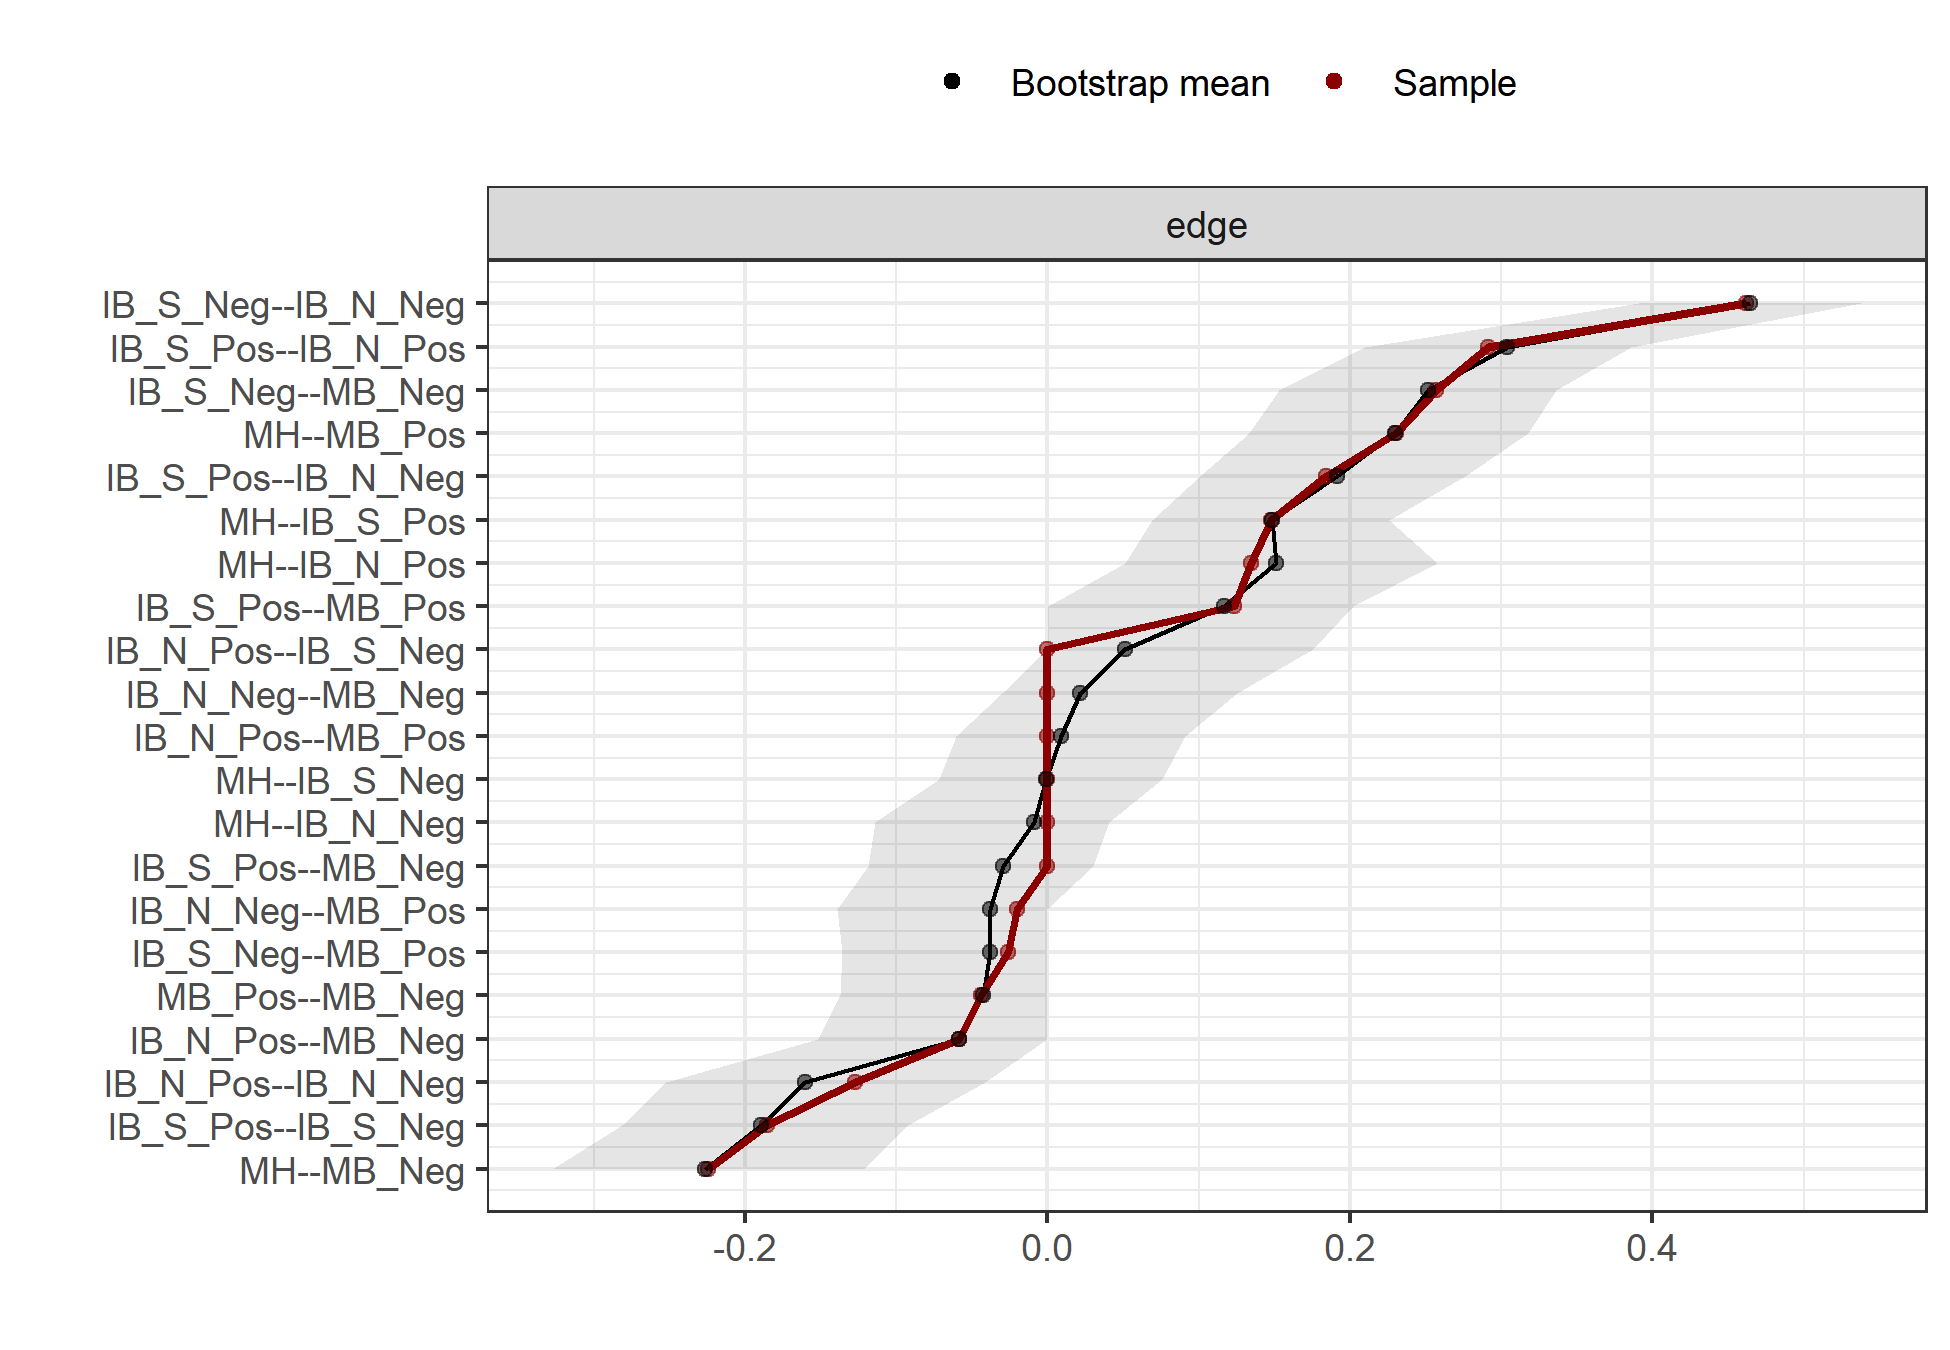 Bootstrap mean Sample
edge
IB_S_Neg--IB_N_Neg
IB_S_Pos--IB_N_Pos
IB_S_Neg--MB_Neg
MH--MB_Pos
IB_S_Pos--IB_N_Neg
MH--IB_S_Pos
MH--IB_N_Pos
IB_S_Pos--MB_Pos
IB_N_Pos--IB_S_Neg
IB_N_Neg--MB_Neg
IB_N_Pos--MB_Pos
MH--IB_S_Neg
MH--IB_N_Neg
IB_S_Pos--MB_Neg
IB_N_Neg--MB_Pos
IB_S_Neg--MB_Pos
MB_Pos--MB_Neg
IB_N_Pos--MB_Neg
IB_N_Pos--IB_N_Neg
IB_S_Pos--IB_S_Neg
MH--MB_Neg
-0.2 0.0 0.2 0.4